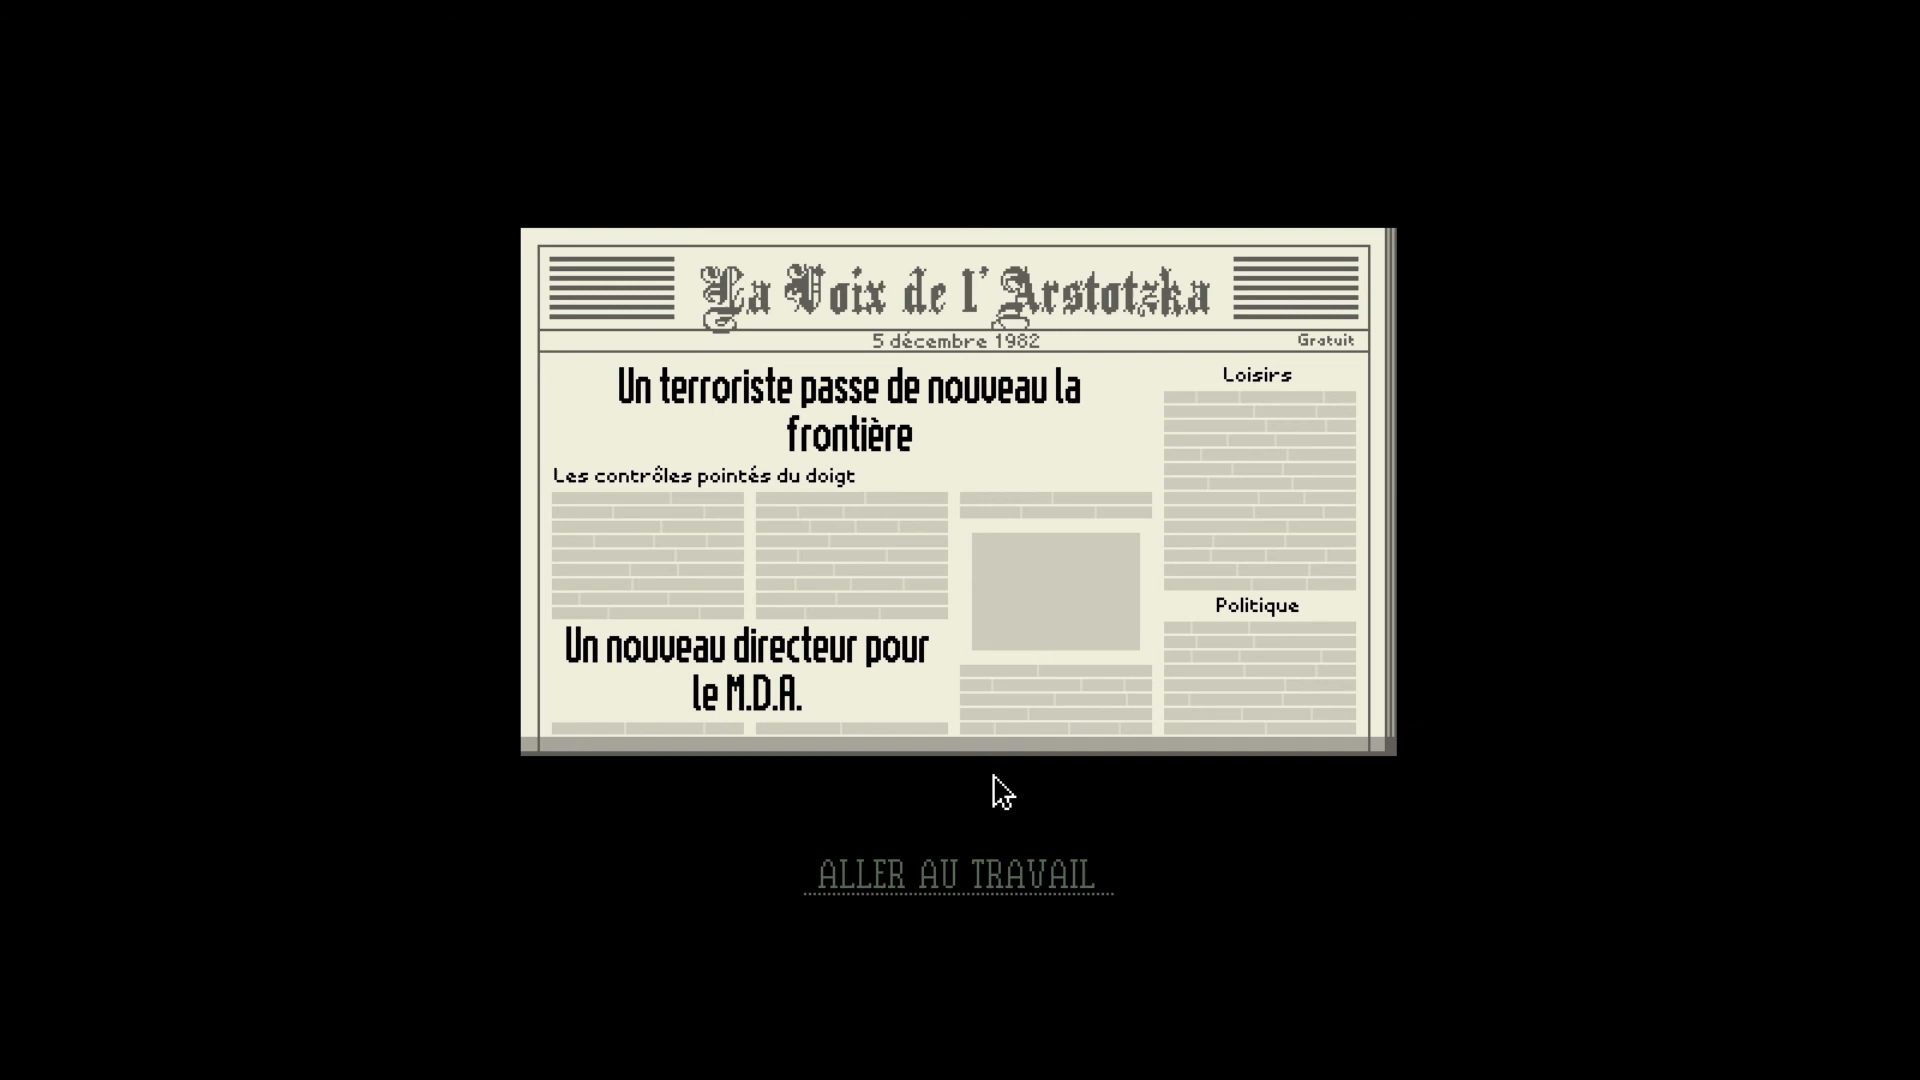 La Voix de l'Arstotzka
5 décembre 1982
Gratuit
Un terroriste passe de nouveau la
frontière
Les contrôles pointés du doigt
Un nouveau directeur pour
le M.D.A.
Loisirs
Politique
ALLER AU TRAVAIL